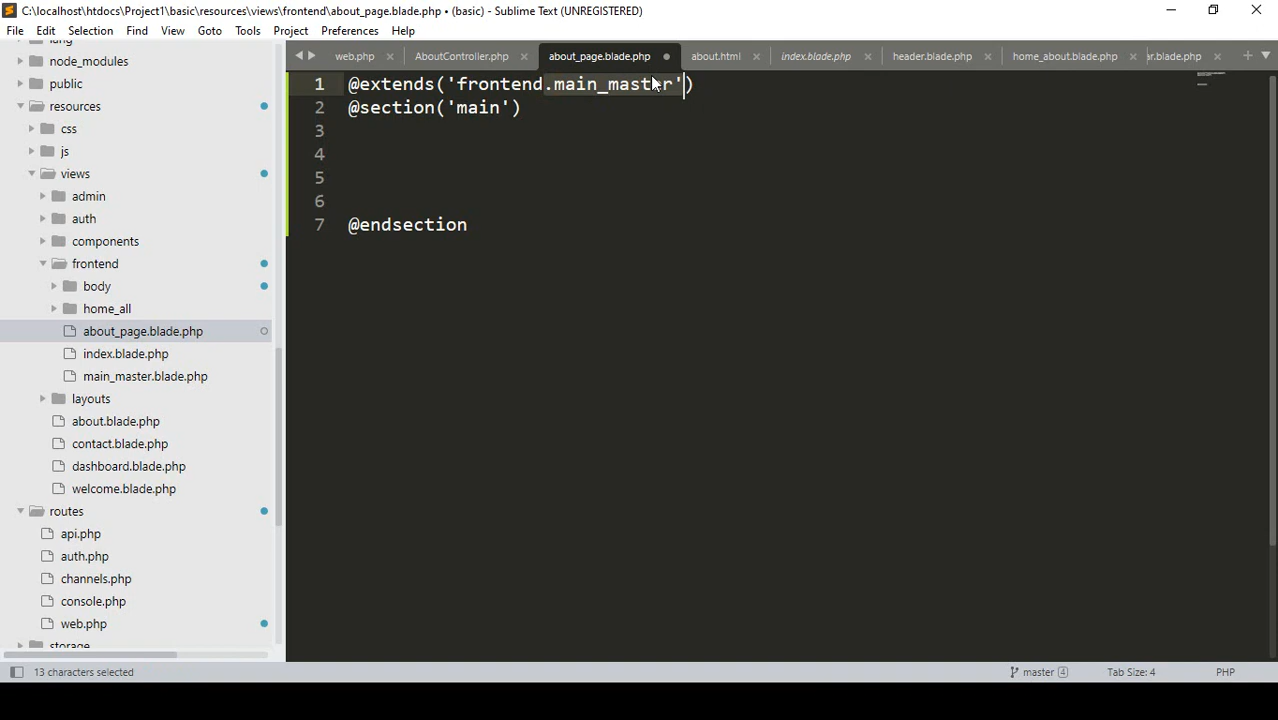 C:\localhost\htdocs\Project1\basic\resources\views\frontend\about_page.blade.php • (basic) - Sublime Text (UNREGISTERED)
File Edit Selection Find View Goto Tools Project Preferences Help
web.php AboutController.php about_page.blade.php about.html index.blade.php header.blade.php home_about.blade.php er.blade.php
lang
node_modules
public
resources
css
js
views
admin
auth
components
frontend
body
home_all
about_page.blade.php
index.blade.php
main_master.blade.php
layouts
about.blade.php
contact.blade.php
dashboard.blade.php
welcome.blade.php
routes
api.php
auth.php
channels.php
console.php
web.php
storage
1 @extends('frontend.main_master')
2 @section('main')
3
4
5
6
7 @endsection
13 characters selected master 4 Tab Size: 4 PHP